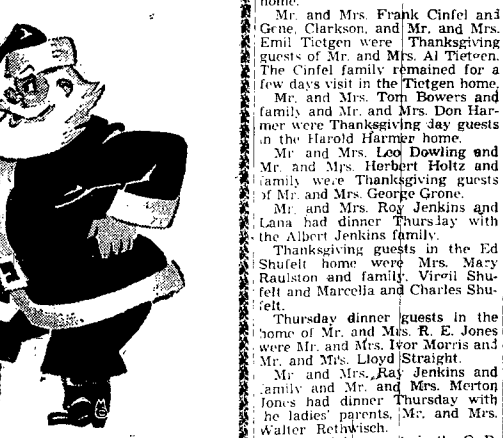 home.
Mr. and Mrs. Frank Cinfel and
Gene, Clarkson, and Mr. and Mrs.
Emil Tietgen were Thanksgiving
guests of Mr. and Mrs. Al Tietgen.
The Cinfel family remained for a
few days visit in the Tietgen home.
Mr. and Mrs. Tom Bowers and
family and Mr. and Mrs. Don Har-
mer were Thanksgiving day guests
in the Harold Harmer home.
Mr and Mrs. Leo Dowling and
Mr. and Mrs. Herbert Holtz and
family were Thanksgiving guests
of Mr. and Mrs. George Grone.
Mr. and Mrs. Roy Jenkins and
Lana had dinner Thursday with
the Albert Jenkins family.
Thanksgiving guests in the Ed
Shufelt home were Mrs. Mary
Raulston and family, Virgil Shu-
felt and Marcella and Charles Shu-
felt.
Thursday dinner guests in the
home of Mr. and Mrs. R. E. Jones
were Mr. and Mrs. Ivor Morris and
Mr. and Mrs. Lloyd Straight.
Mr and Mrs. Ray Jenkins and
family and Mr. and Mrs. Merton
Jones had dinner Thursday with
he ladies' parents, Mr. and Mrs.
Walter Rethwisch.